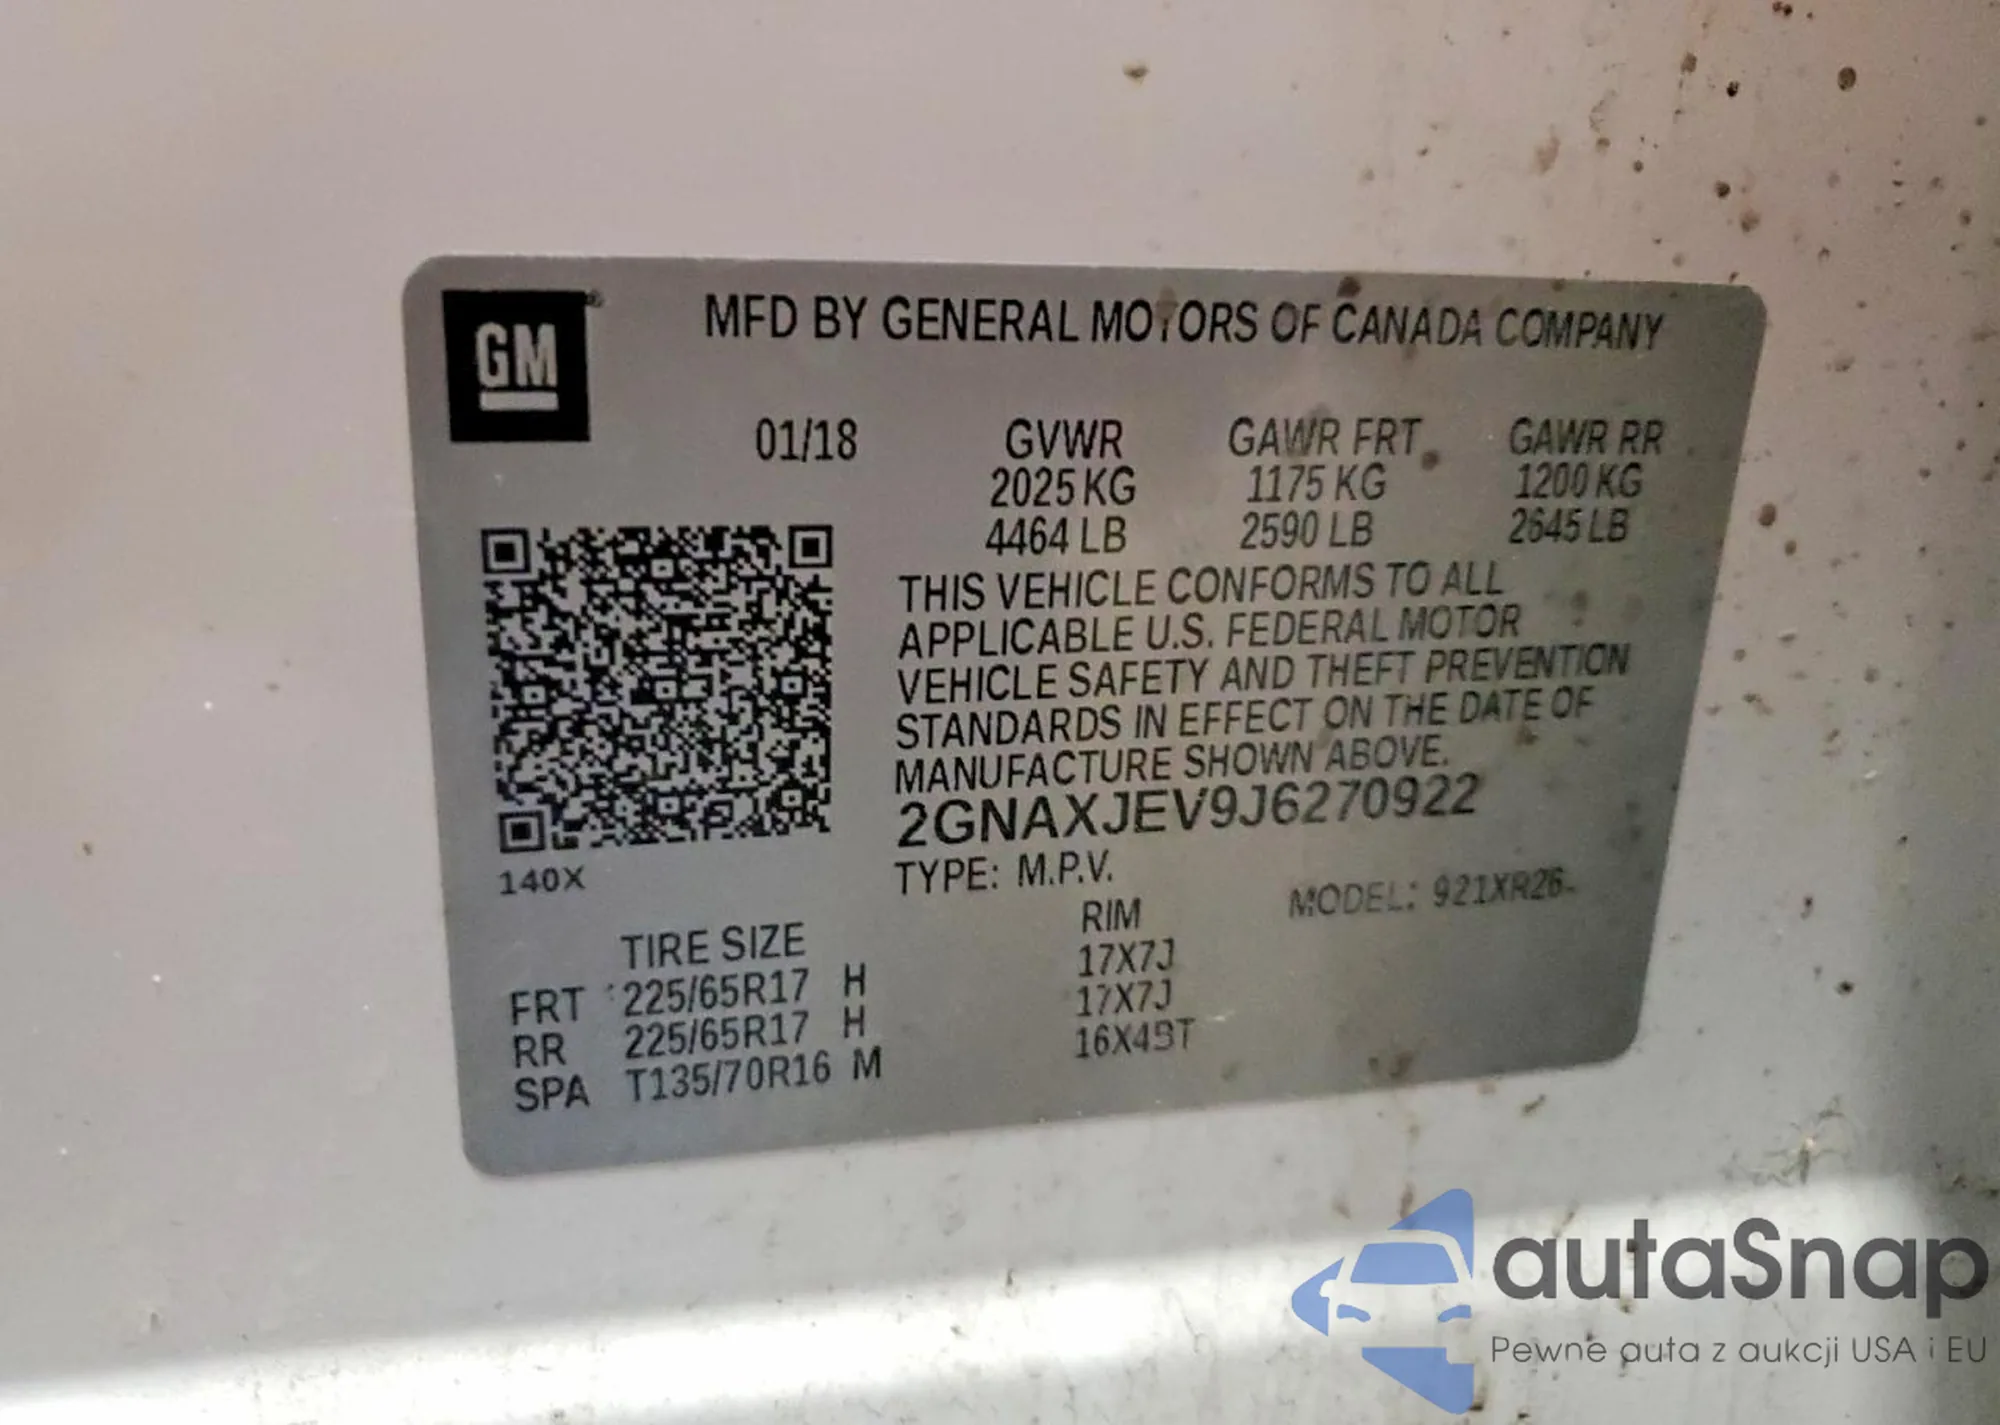 GM ®
MFD BY GENERAL MOTORS OF CANADA COMPANY
01/18 GVWR GAWR FRT GAWR RR
2025 KG 1175 KG 1200 KG
4464 LB 2590 LB 2645 LB
THIS VEHICLE CONFORMS TO ALL
APPLICABLE U.S. FEDERAL MOTOR
VEHICLE SAFETY AND THEFT PREVENTION
STANDARDS IN EFFECT ON THE DATE OF
MANUFACTURE SHOWN ABOVE.
2GNAXJEV9J6270922
140X
TYPE: M.P.V. MODEL: 921XR26
TIRE SIZE RIM
FRT 225/65R17 H 17X7J
RR 225/65R17 H 17X7J
SPA T135/70R16 M 16X4BT
autaSnap
Pewne auta z aukcji USA i EU